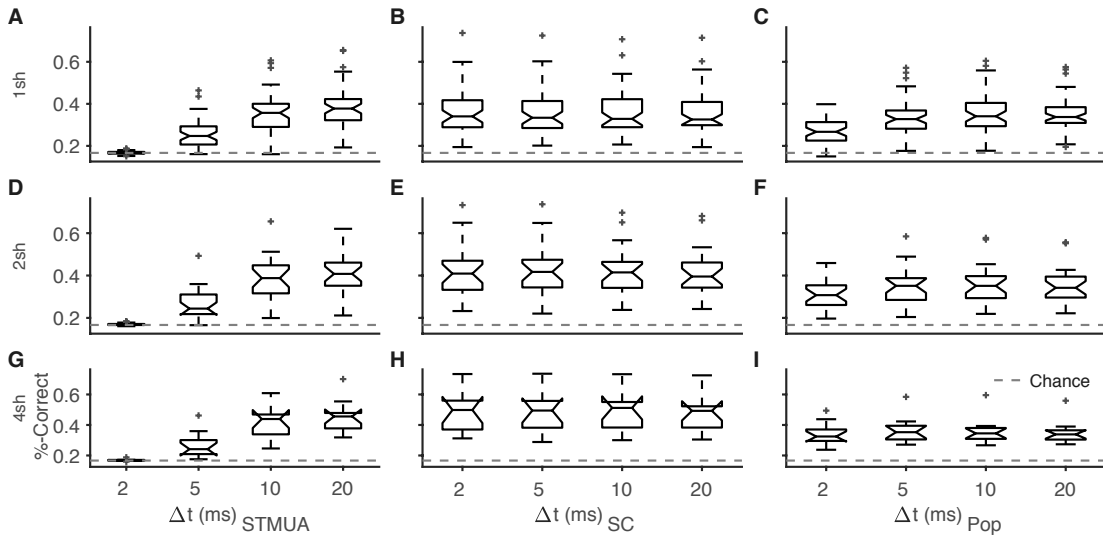 A B C
1sh
0.6
0.4
0.2
D E F
2sh
0.6
0.4
0.2
G H I
4sh
%-Correct
0.6
0.4
0.2
Chance
2 5 10 20 2 5 10 20 2 5 10 20
Δt (ms) STMUA Δt (ms) SC Δt (ms) Pop